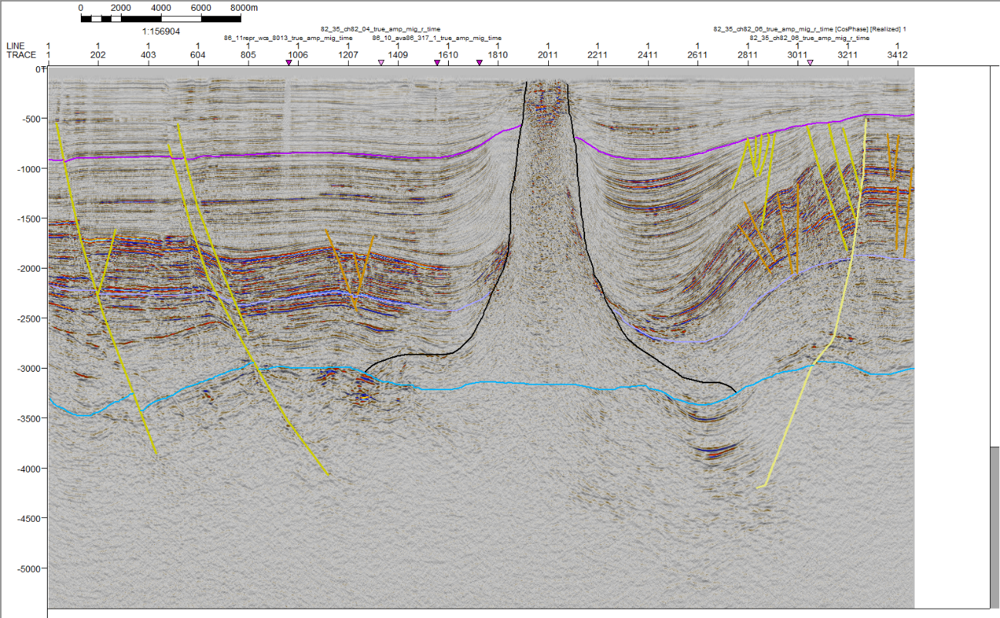 0 2000 4000 6000 8000m
1:156904
82_35_ch82_04_true_amp_mig_r_time 82_35_ch82_06_true_amp_mig_r_time [CosPhase] [Realized] 1
86_11repr_wcs_8013_true_amp_mig_time 86_10_ava86_317_1_true_amp_mig_time 82_35_ch82_06_true_amp_mig_r_time
LINE 1 1 1 1 1 1 1 1 1 1 1 1 1 1 1 1 1 1
TRACE 1 202 403 604 805 1006 1207 1409 1610 1810 2011 2211 2411 2611 2811 3011 3211 3412
0
-500
-1000
-1500
-2000
-2500
-3000
-3500
-4000
-4500
-5000